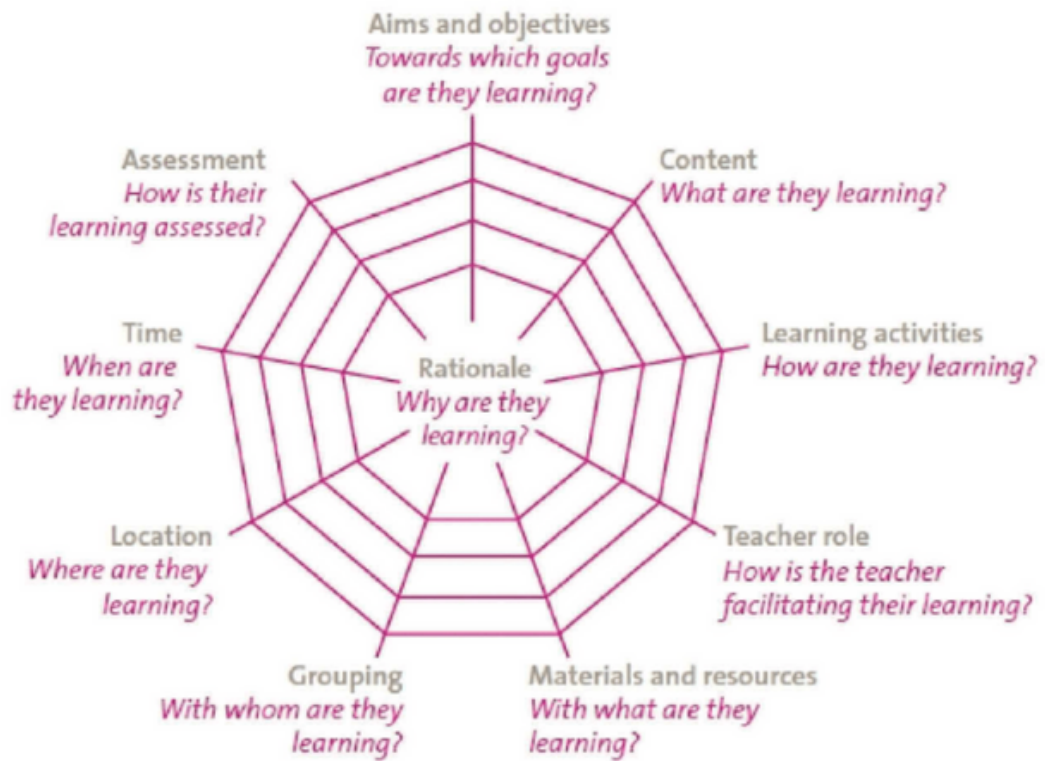 Aims and objectives
Towards which goals
are they learning?
Content
What are they learning?
Learning activities
How are they learning?
Teacher role
How is the teacher
facilitating their learning?
Materials and resources
With what are they
learning?
Grouping
With whom are they
learning?
Location
Where are they
learning?
Time
When are
they learning?
Assessment
How is their
learning assessed?
Rationale
Why are they
learning?